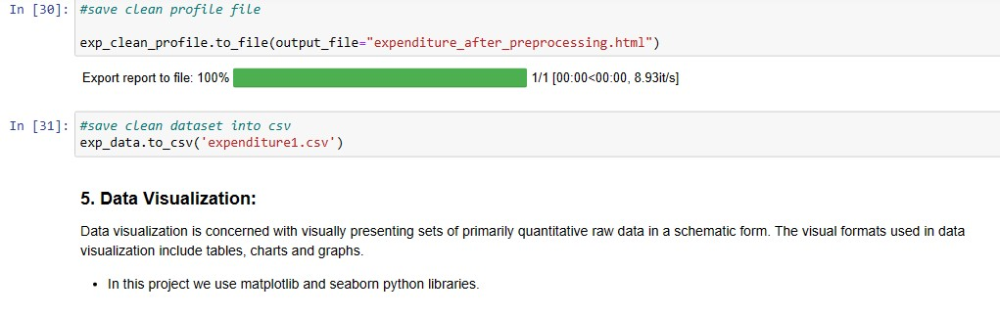 In [30]: #save clean profile file
exp_clean_profile.to_file(output_file="expenditure_after_preprocessing.html")
Export report to file: 100% 1/1 [00:00<00:00, 8.93it/s]
In [31]: #save clean dataset into csv
exp_data.to_csv('expenditure1.csv')
5. Data Visualization:
Data visualization is concerned with visually presenting sets of primarily quantitative raw data in a schematic form. The visual formats used in data
visualization include tables, charts and graphs.
• In this project we use matplotlib and seaborn python libraries.